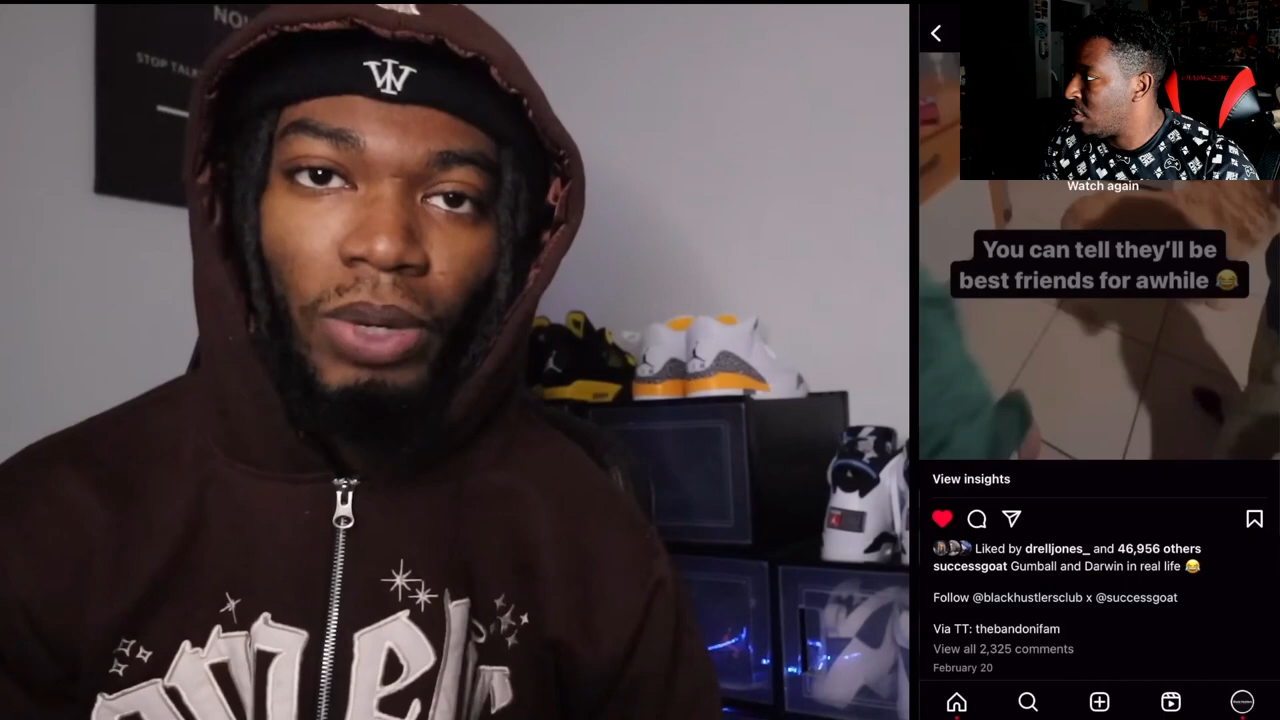 NO
STOP TAL
W
Watch again
You can tell they'll be
best friends for awhile 😂
View insights
Liked by drelljones_ and 46,956 others
successgoat Gumball and Darwin in real life 😂
Follow @blackhustlersclub x @successgoat
Via TT: thebandonifam
View all 2,325 comments
February 20